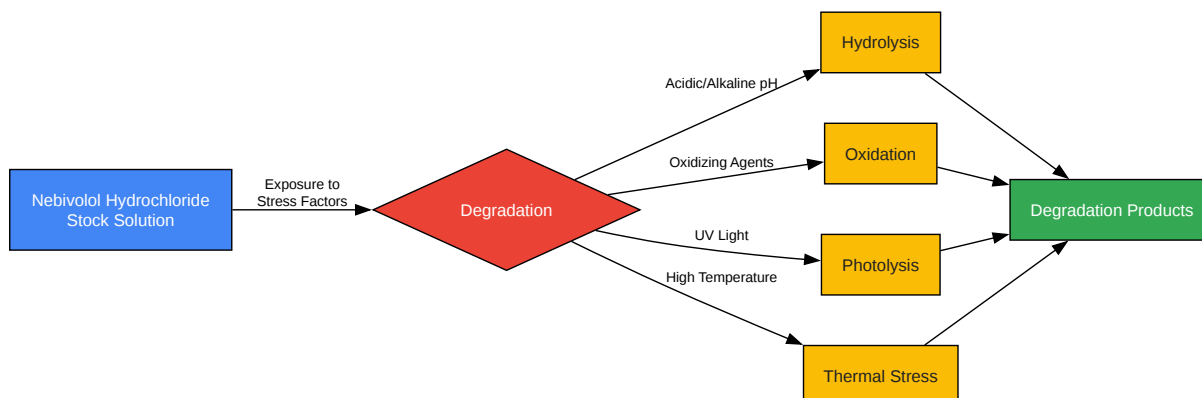 Nebivolol Hydrochloride
Stock Solution
Exposure to
Stress Factors
Degradation
Acidic/Alkaline pH
Oxidizing Agents
UV Light
High Temperature
Hydrolysis
Oxidation
Photolysis
Thermal Stress
Degradation Products